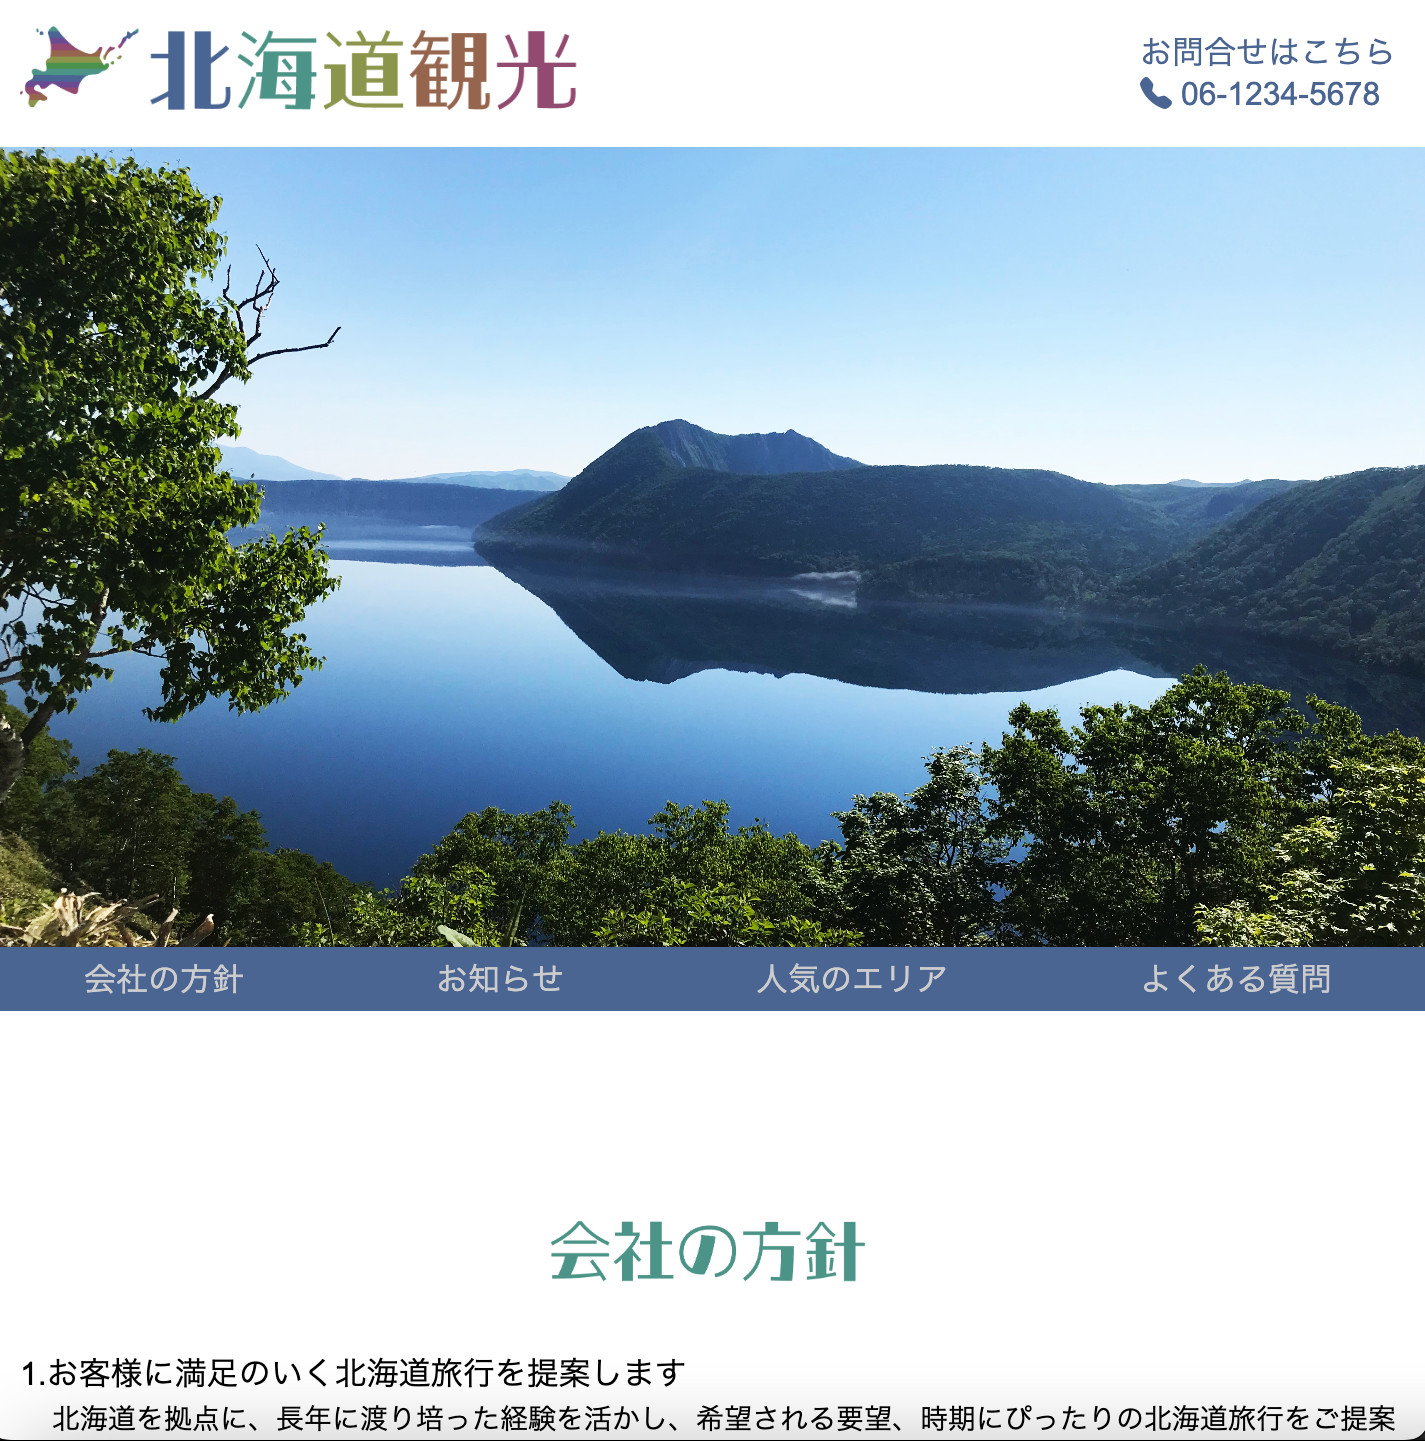 北海道観光
お問合せはこちら
06-1234-5678
会社の方針
お知らせ
人気のエリア
よくある質問
会社の方針
1.お客様に満足のいく北海道旅行を提案します
北海道を拠点に、長年に渡り培った経験を活かし、希望される要望、時期にぴったりの北海道旅行をご提案